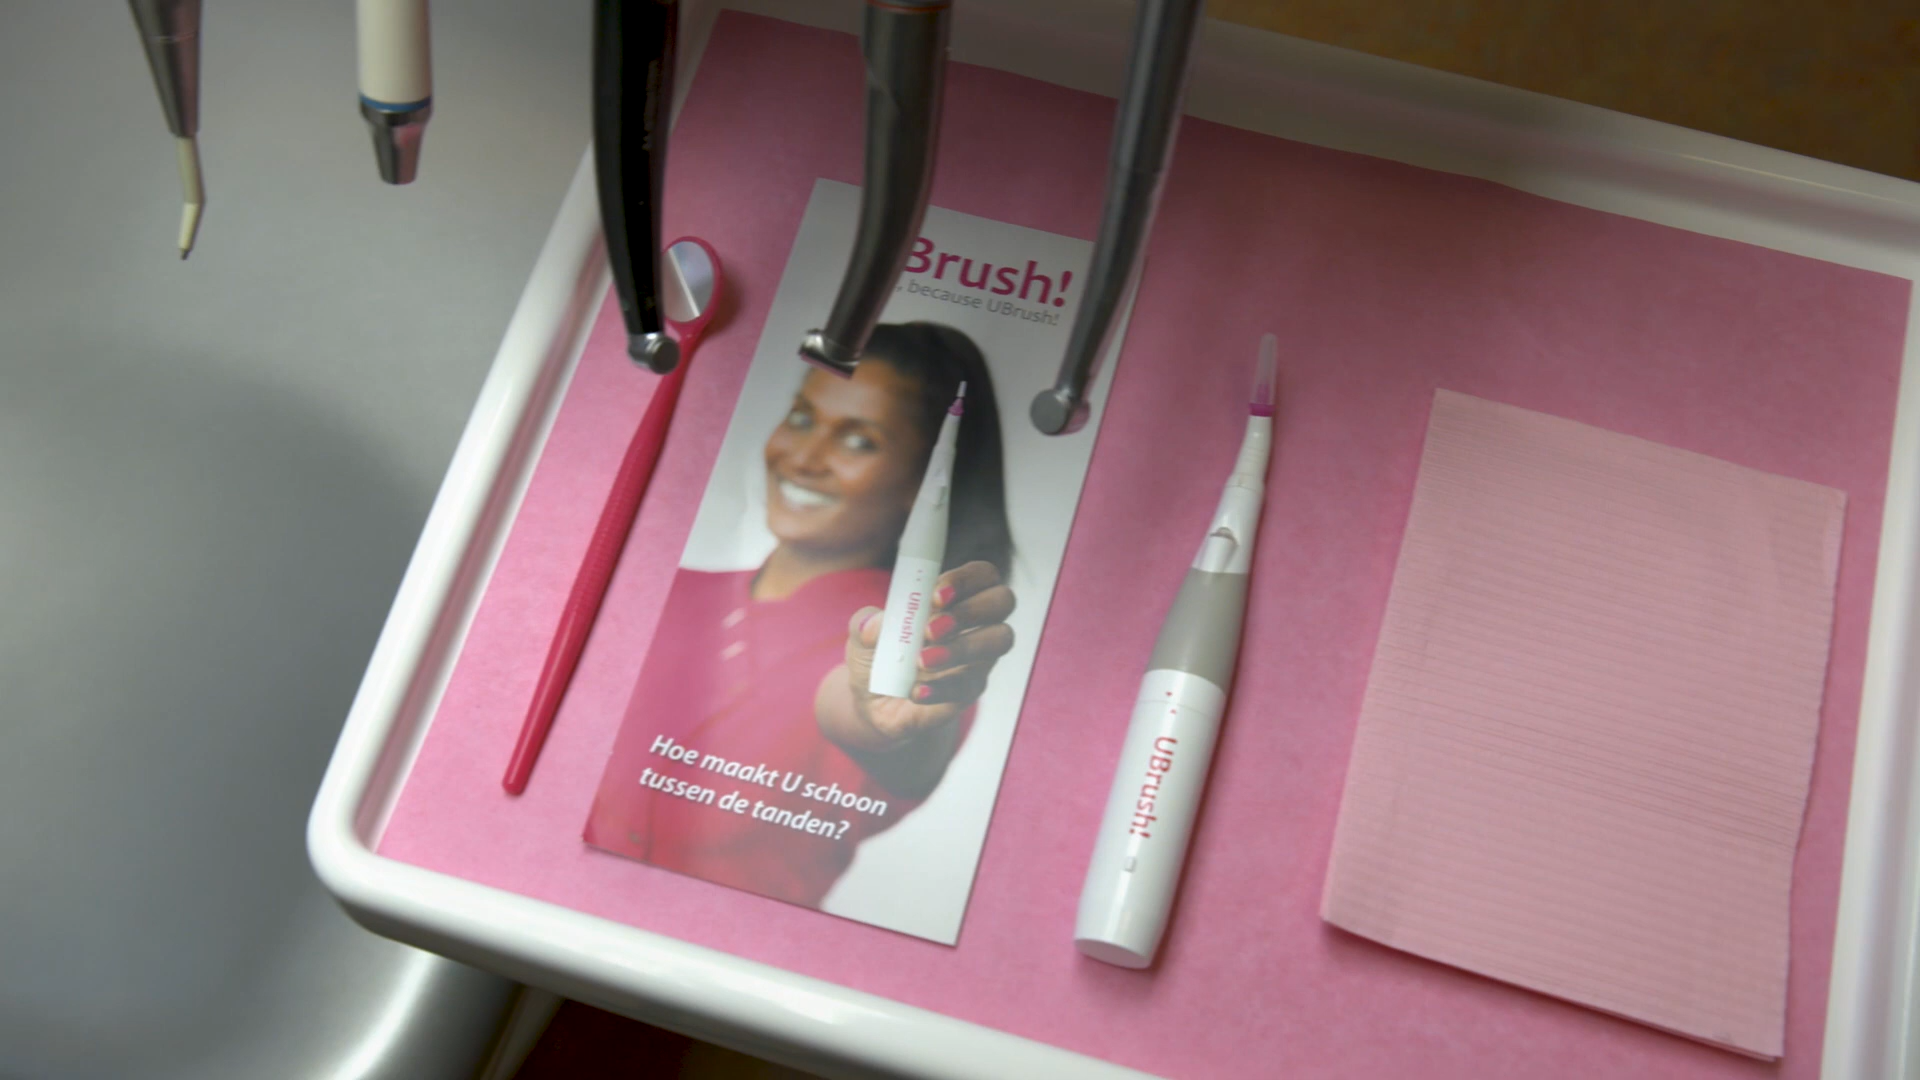 Brush!
, because UBrush!
UBrush!
Hoe maakt U schoon
tussen de tanden?
UBrush!